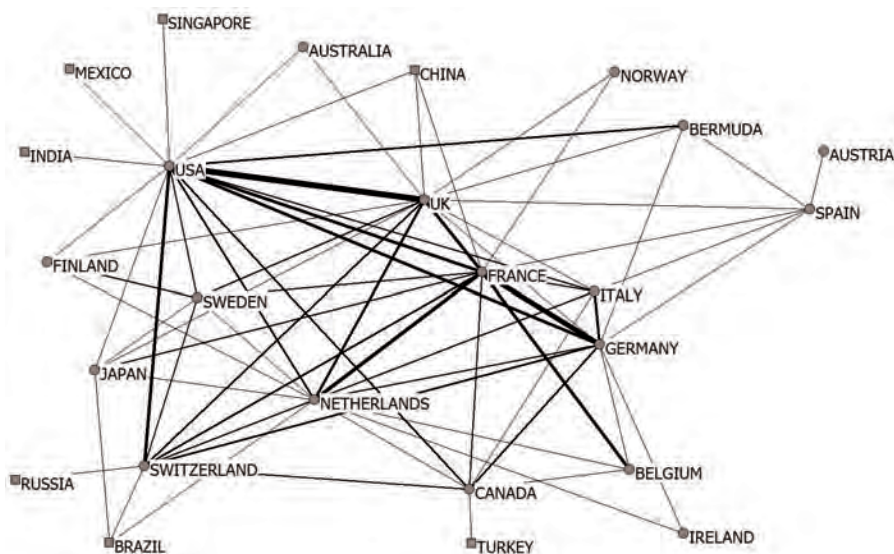 SINGAPORE
AUSTRALIA
MEXICO
CHINA
NORWAY
BERMUDA
INDIA
AUSTRIA
USA
UK
SPAIN
FINLAND
FRANCE
SWEDEN
ITALY
GERMANY
JAPAN
NETHERLANDS
SWITZERLAND
BELGIUM
RUSSIA
CANADA
BRAZIL
TURKEY
IRELAND